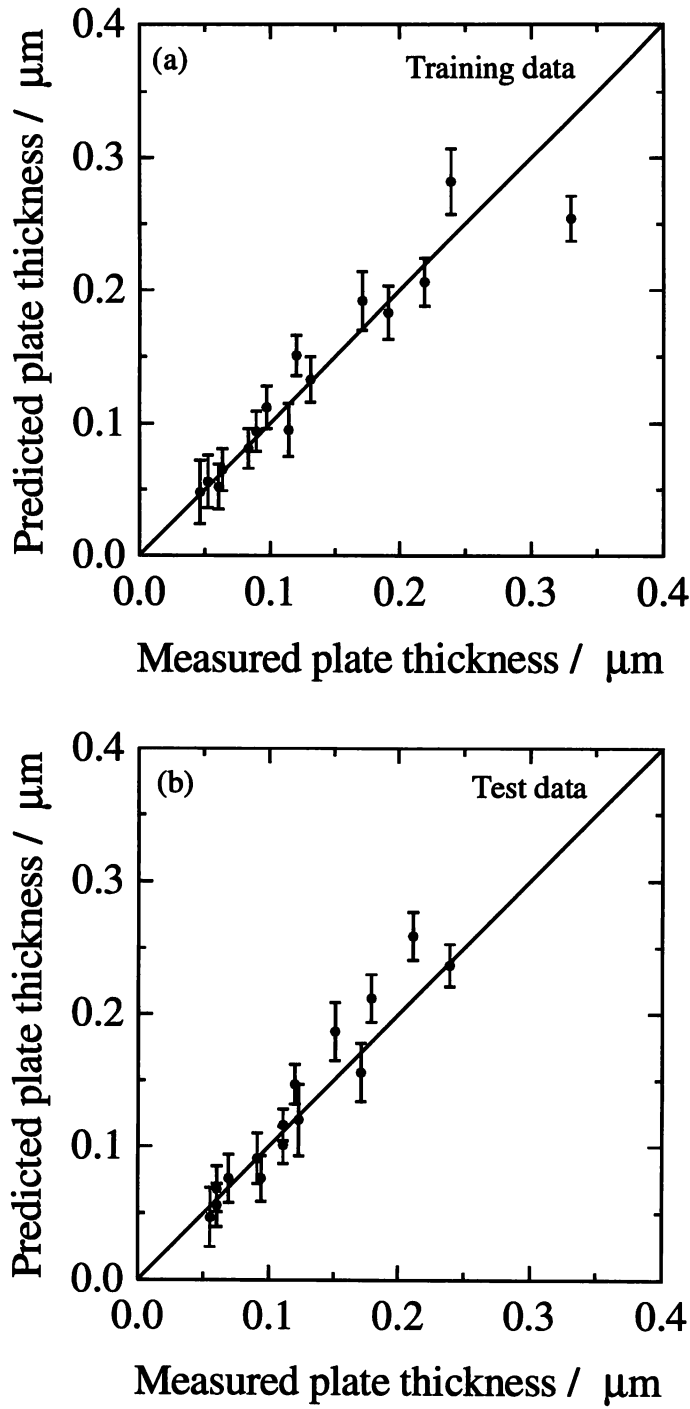 (a)
Training data
Predicted plate thickness / μm
0.4
0.3
0.2
0.1
0.0
0.0 0.1 0.2 0.3 0.4
Measured plate thickness / μm
(b)
Test data
Predicted plate thickness / μm
0.4
0.3
0.2
0.1
0.0
0.0 0.1 0.2 0.3 0.4
Measured plate thickness / μm